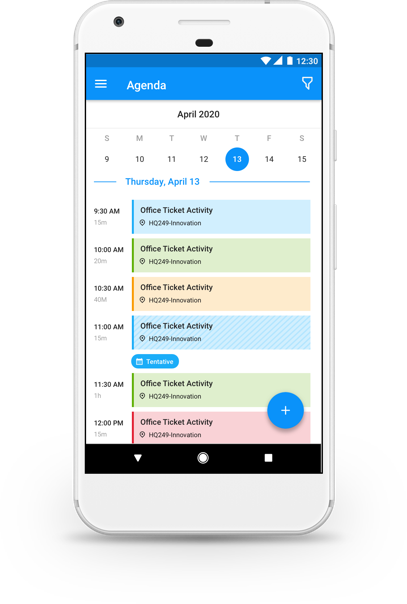 12:30
Agenda
April 2020
S M T W T F S
9 10 11 12 13 14 15
Thursday, April 13
9:30 AM Office Ticket Activity
15m HQ249-Innovation
10:00 AM Office Ticket Activity
20m HQ249-Innovation
10:30 AM Office Ticket Activity
40M HQ249-Innovation
11:00 AM Office Ticket Activity
15m HQ249-Innovation
Tentative
11:30 AM Office Ticket Activity
1h HQ249-Innovation
12:00 PM Office Ticket Activity
15m HQ249-Innovation